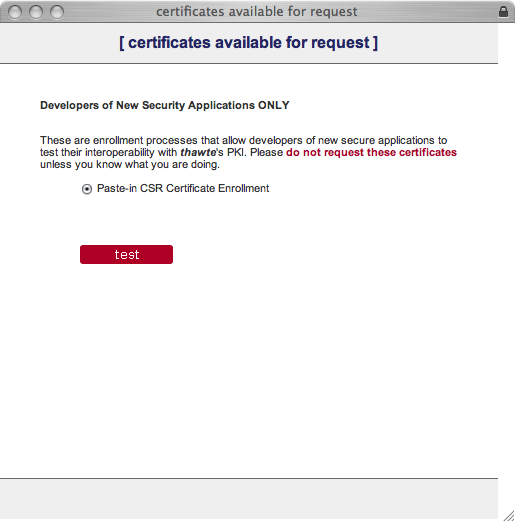 certificates available for request
[ certificates available for request ]
Developers of New Security Applications ONLY
These are enrollment processes that allow developers of new secure applications to
test their interoperability with thawte's PKI. Please do not request these certificates
unless you know what you are doing.
Paste-in CSR Certificate Enrollment
test